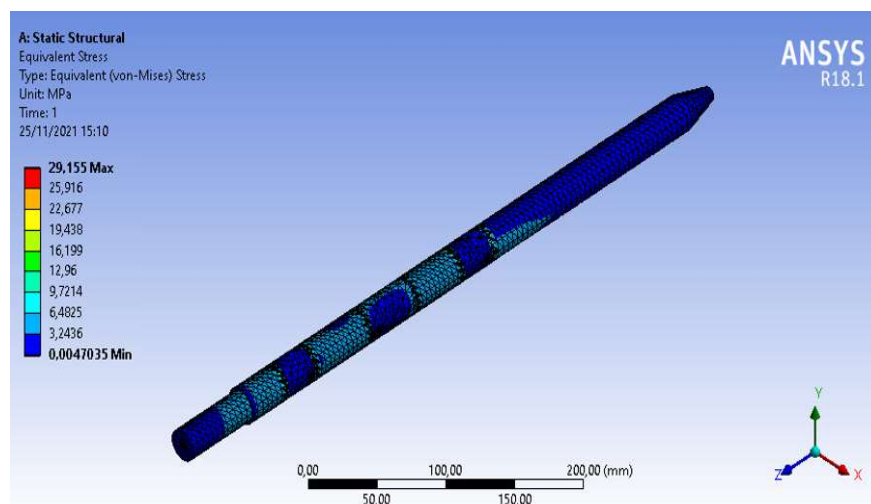 A: Static Structural
Equivalent Stress
Type: Equivalent (von-Mises) Stress
Unit: MPa
Time: 1
25/11/2021 15:10
ANSYS
R18.1
29,155 Max
25,916
22,677
19,438
16,199
12,96
9,7214
6,4825
3,2436
0,0047035 Min
0,00
100,00
200,00 (mm)
50,00
150,00
Y
Z
X